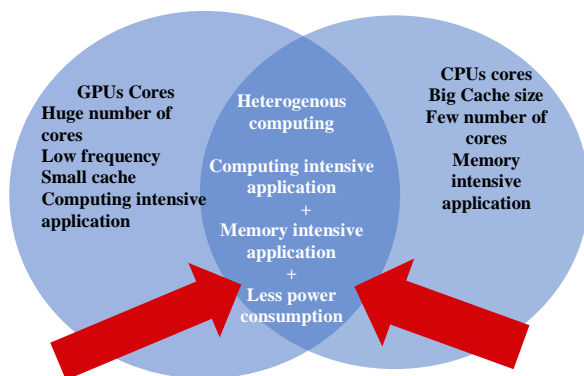 GPUs Cores
Huge number of
cores
Low frequency
Small cache
Computing intensive
application
Heterogenous
computing
Computing intensive
application
+
Memory intensive
application
+
Less power
consumption
CPUs cores
Big Cache size
Few number of
cores
Memory
intensive
application